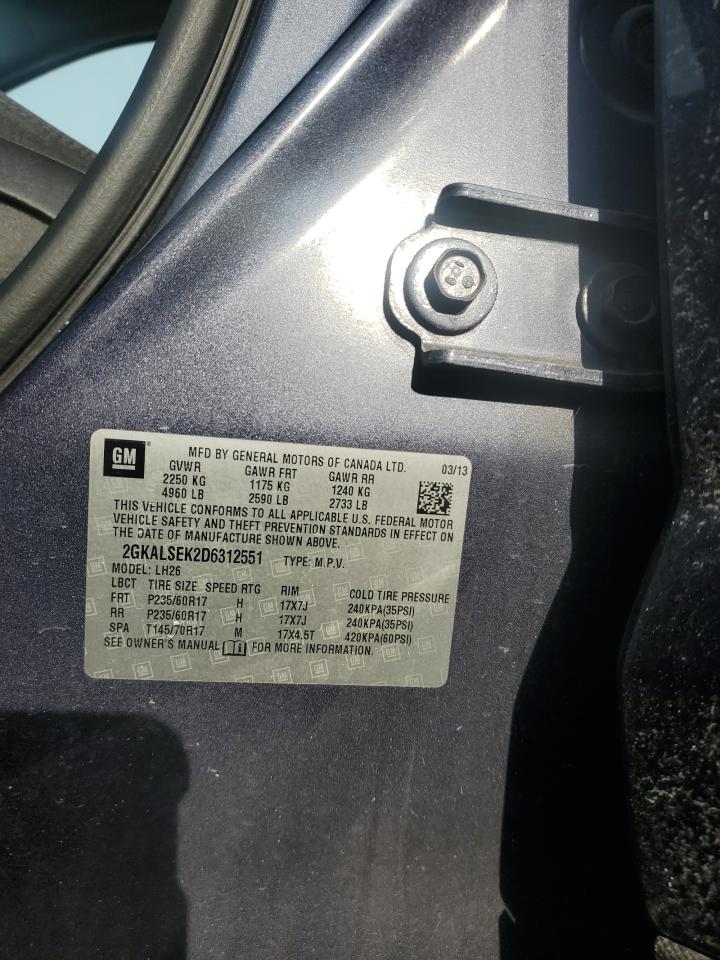 GM ® MFD BY GENERAL MOTORS OF CANADA LTD. 03/13
GVWR GAWR FRT GAWR RR
2250 KG 1175 KG 1240 KG
4960 LB 2590 LB 2733 LB
THIS VEHICLE CONFORMS TO ALL APPLICABLE U.S. FEDERAL MOTOR
VEHICLE SAFETY AND THEFT PREVENTION STANDARDS IN EFFECT ON
THE DATE OF MANUFACTURE SHOWN ABOVE.
2GKALSEK2D6312551 TYPE: M.P.V.
MODEL: LH26
LBCT TIRE SIZE SPEED RTG RIM COLD TIRE PRESSURE
FRT P235/60R17 H 17X7J 240KPA(35PSI)
RR P235/60R17 H 17X7J 240KPA(35PSI)
SPA T145/70R17 M 17X4.5T 420KPA(60PSI)
SEE OWNER'S MANUAL FOR MORE INFORMATION.